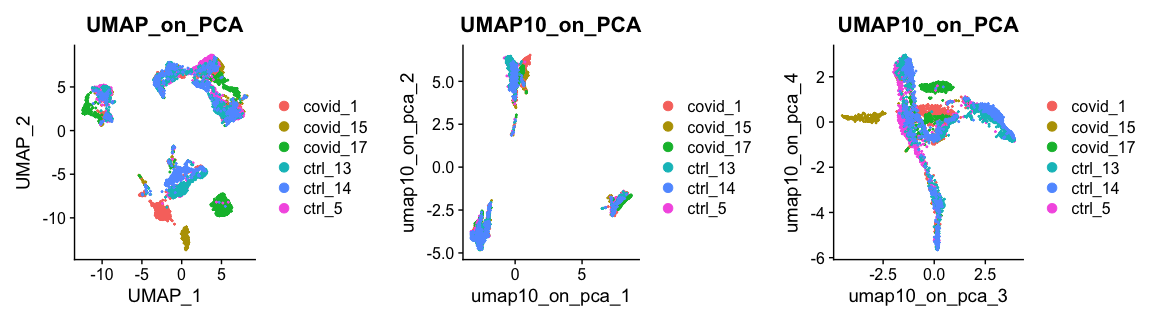 UMAP_on_PCA
UMAP_2
5
0
-5
-10
-10
-5
0
5
UMAP_1
covid_1
covid_15
covid_17
ctrl_13
ctrl_14
ctrl_5
UMAP10_on_PCA
umap10_on_pca_2
5.0
2.5
0.0
-2.5
-5.0
0
5
umap10_on_pca_1
covid_1
covid_15
covid_17
ctrl_13
ctrl_14
ctrl_5
UMAP10_on_PCA
umap10_on_pca_4
2
0
-2
-4
-6
-2.5
0.0
2.5
umap10_on_pca_3
covid_1
covid_15
covid_17
ctrl_13
ctrl_14
ctrl_5